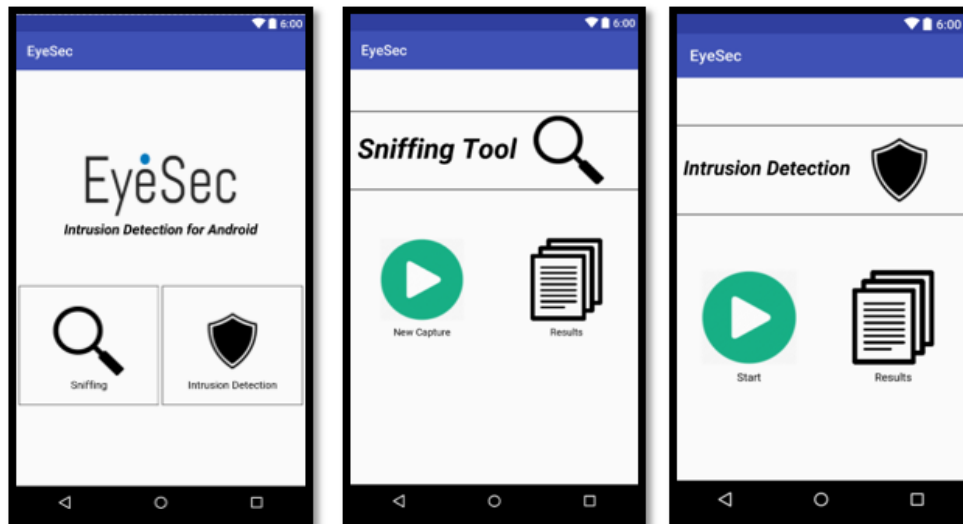 6:00
EyeSec
EyeSec
Intrusion Detection for Android
Sniffing
Intrusion Detection
6:00
EyeSec
Sniffing Tool
New Capture
Results
6:00
EyeSec
Intrusion Detection
Start
Results